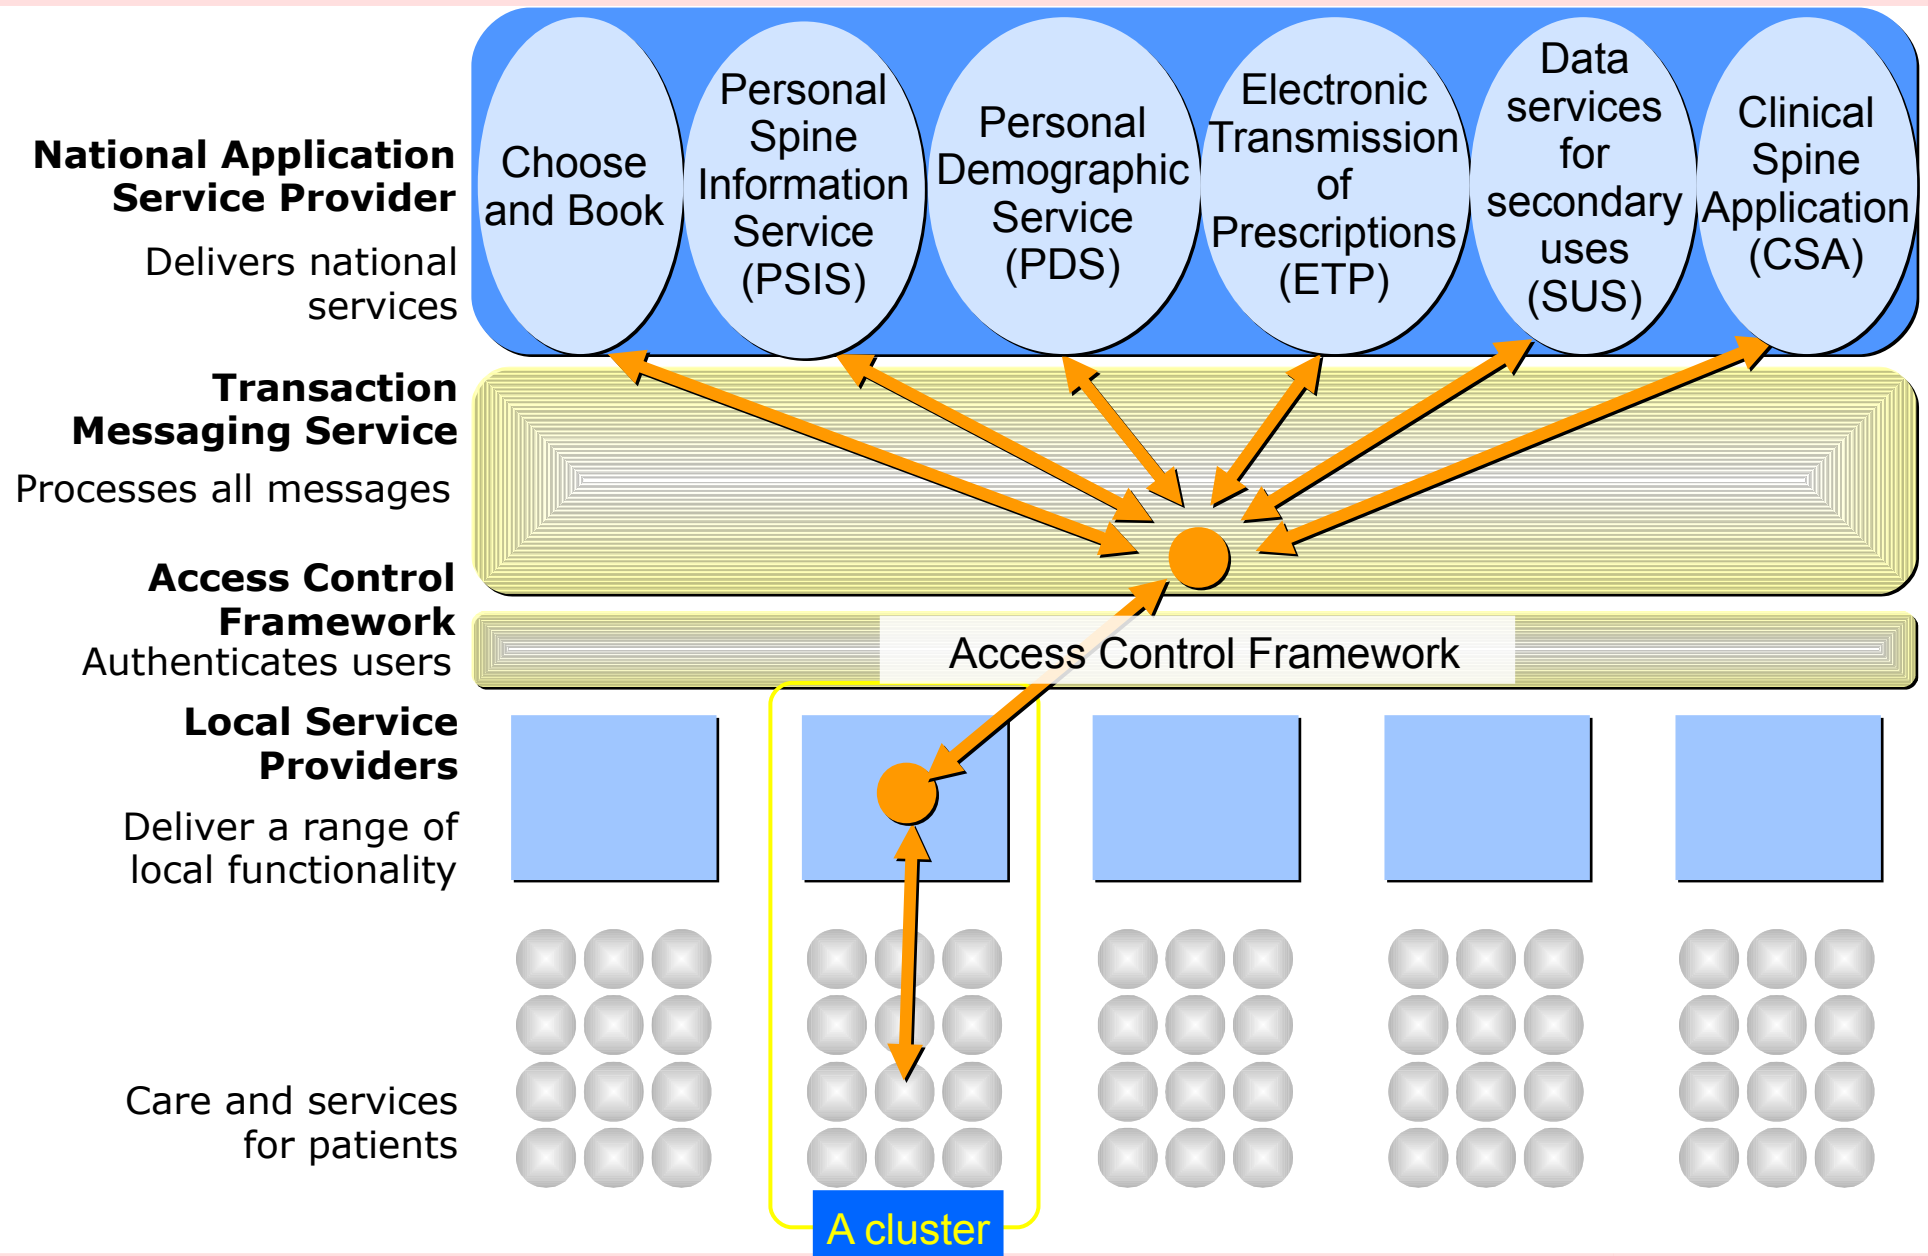 National Application
Service Provider
Delivers national
services
Choose
and Book
Personal
Spine
Information
Service
(PSIS)
Personal
Demographic
Service
(PDS)
Electronic
Transmission
of
Prescriptions
(ETP)
Data
services
for
secondary
uses
(SUS)
Clinical
Spine
Application
(CSA)
Transaction
Messaging Service
Processes all messages
Access Control
Framework
Authenticates users
Access Control Framework
Local Service
Providers
Deliver a range of
local functionality
Care and services
for patients
A cluster